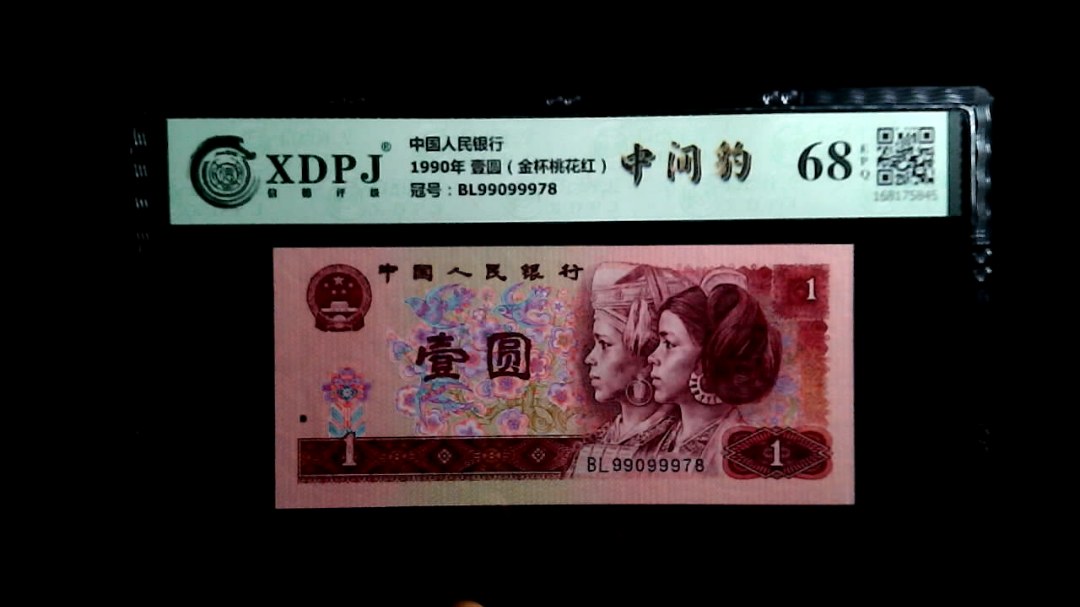 XDPJ®
信德评级
中国人民银行
1990年 壹圆（金杯桃花红）
冠号：BL99099978
中间豹
68
EPQ
168175845
中国人民银行
1
壹圆
1
BL99099978
1